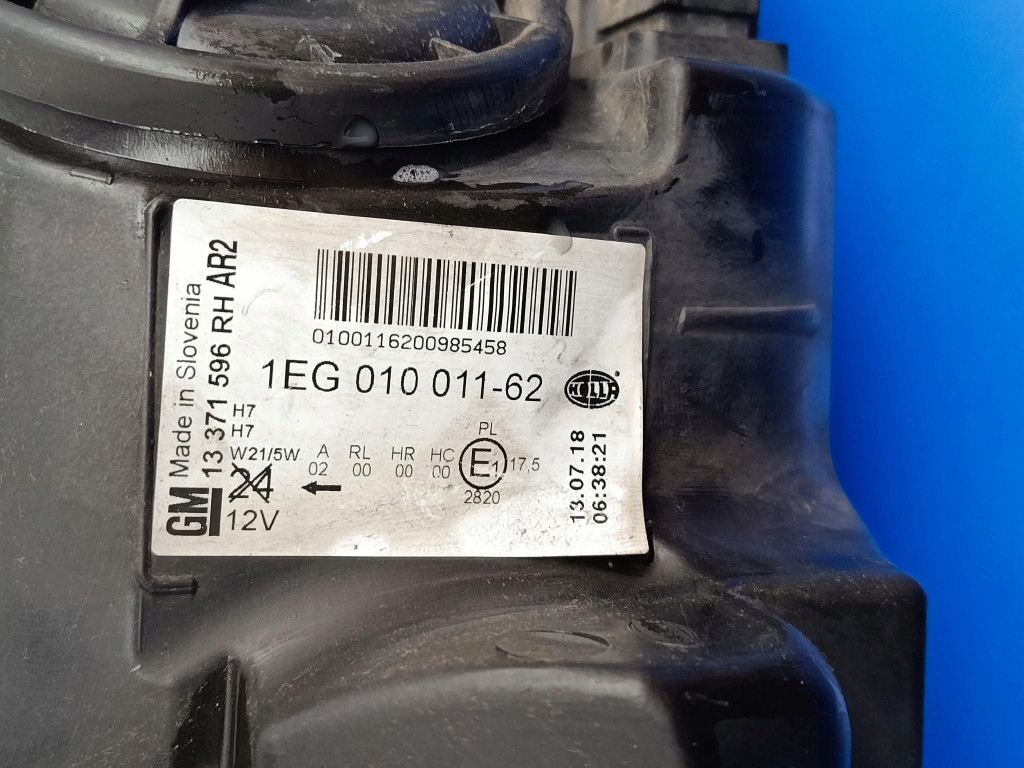 0100116200985458
1EG 010 011-62
HELLA
GM
Made in Slovenia
13 371 596 RH AR2
H7
H7
W21/5W
24
12V
A RL HR HC
02 00 00 00
PL
E1 17,5
2820
13.07.18
06:38:21